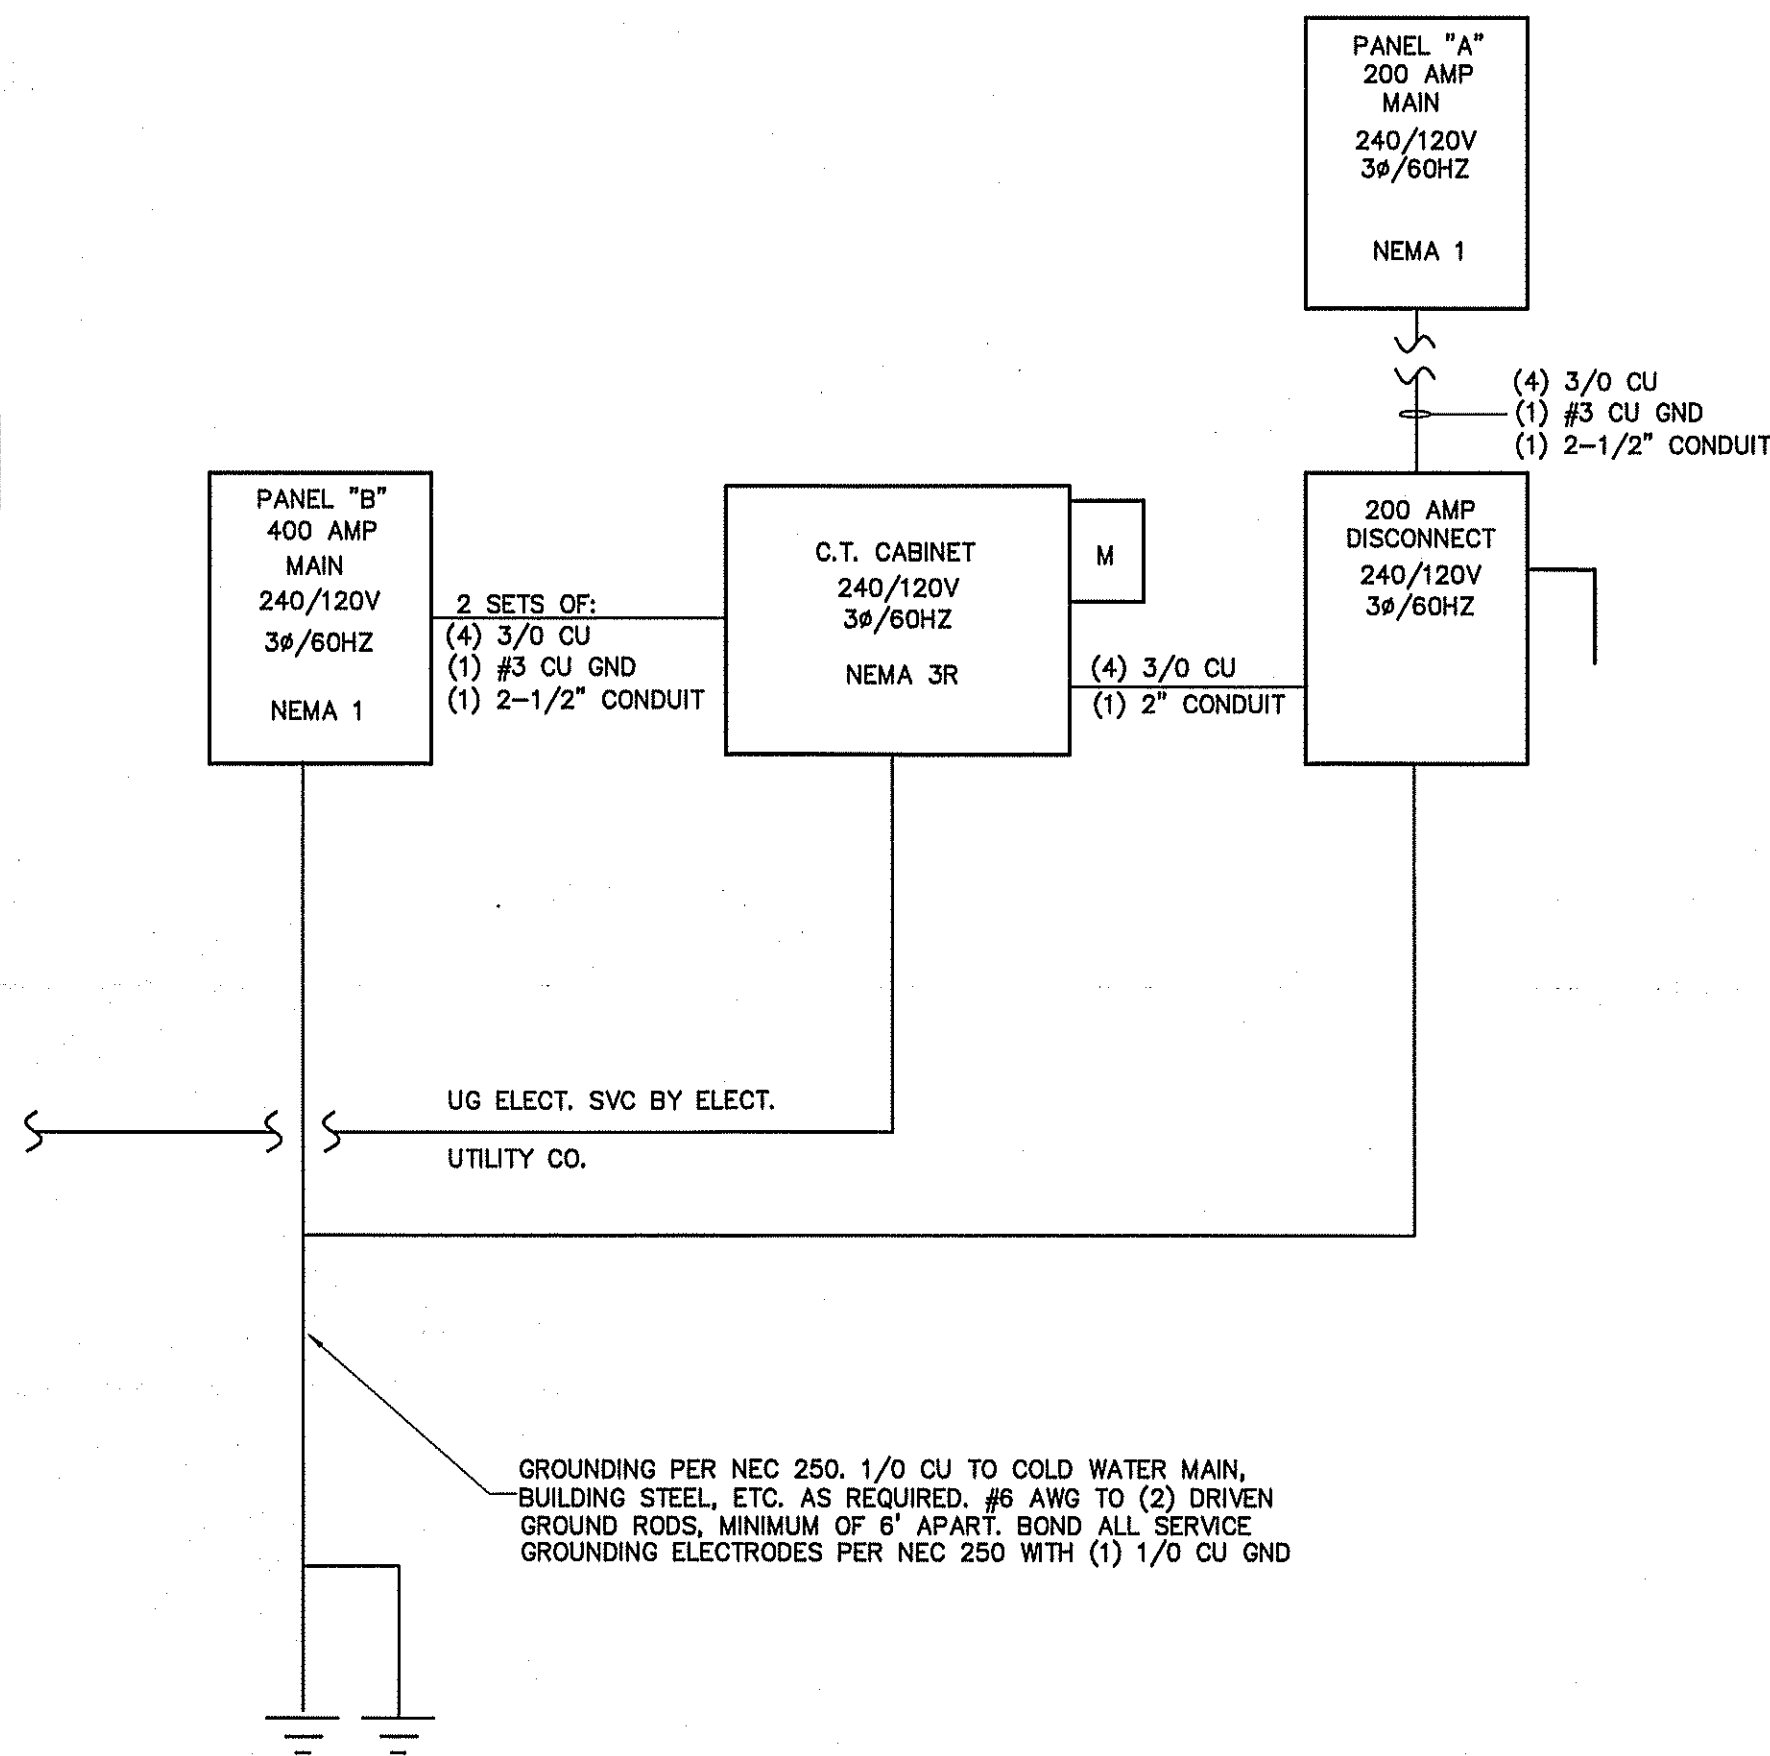 PANEL "A"
200 AMP
MAIN
240/120V
3ø/60HZ
NEMA 1
(4) 3/0 CU
(1) #3 CU GND
(1) 2-1/2" CONDUIT
PANEL "B"
400 AMP
MAIN
240/120V
3ø/60HZ
NEMA 1
2 SETS OF:
(4) 3/0 CU
(1) #3 CU GND
(1) 2-1/2" CONDUIT
C.T. CABINET
240/120V
3ø/60HZ
NEMA 3R
M
(4) 3/0 CU
(1) 2" CONDUIT
200 AMP
DISCONNECT
240/120V
3ø/60HZ
UG ELECT. SVC BY ELECT.
UTILITY CO.
GROUNDING PER NEC 250. 1/0 CU TO COLD WATER MAIN,
BUILDING STEEL, ETC. AS REQUIRED. #6 AWG TO (2) DRIVEN
GROUND RODS, MINIMUM OF 6' APART. BOND ALL SERVICE
GROUNDING ELECTRODES PER NEC 250 WITH (1) 1/0 CU GND